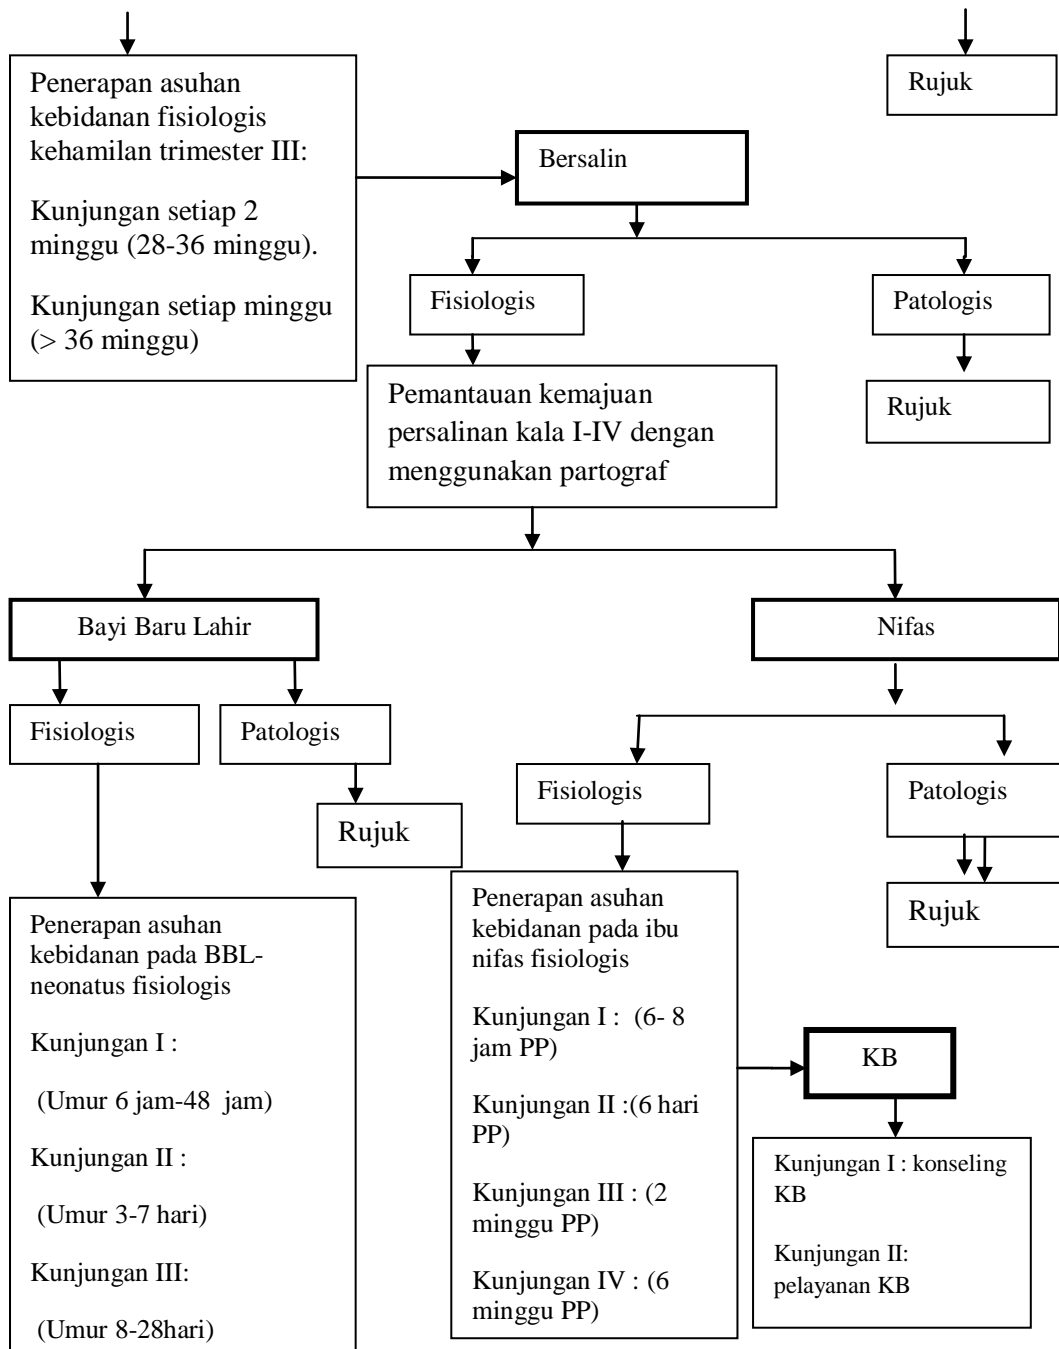 Penerapan asuhan
kebidanan fisiologis
kehamilan trimester III:
Kunjungan setiap 2
minggu (28-36 minggu).
Kunjungan setiap minggu
(> 36 minggu)
Rujuk
Bersalin
Fisiologis
Patologis
Pemantauan kemajuan
persalinan kala I-IV dengan
menggunakan partograf
Rujuk
Bayi Baru Lahir
Nifas
Fisiologis
Patologis
Rujuk
Fisiologis
Patologis
Rujuk
Penerapan asuhan
kebidanan pada BBL-
neonatus fisiologis
Kunjungan I :
(Umur 6 jam-48 jam)
Kunjungan II :
(Umur 3-7 hari)
Kunjungan III:
(Umur 8-28hari)
Penerapan asuhan
kebidanan pada ibu
nifas fisiologis
Kunjungan I : (6- 8
jam PP)
Kunjungan II :(6 hari
PP)
Kunjungan III : (2
minggu PP)
Kunjungan IV : (6
minggu PP)
KB
Kunjungan I : konseling
KB
Kunjungan II:
pelayanan KB